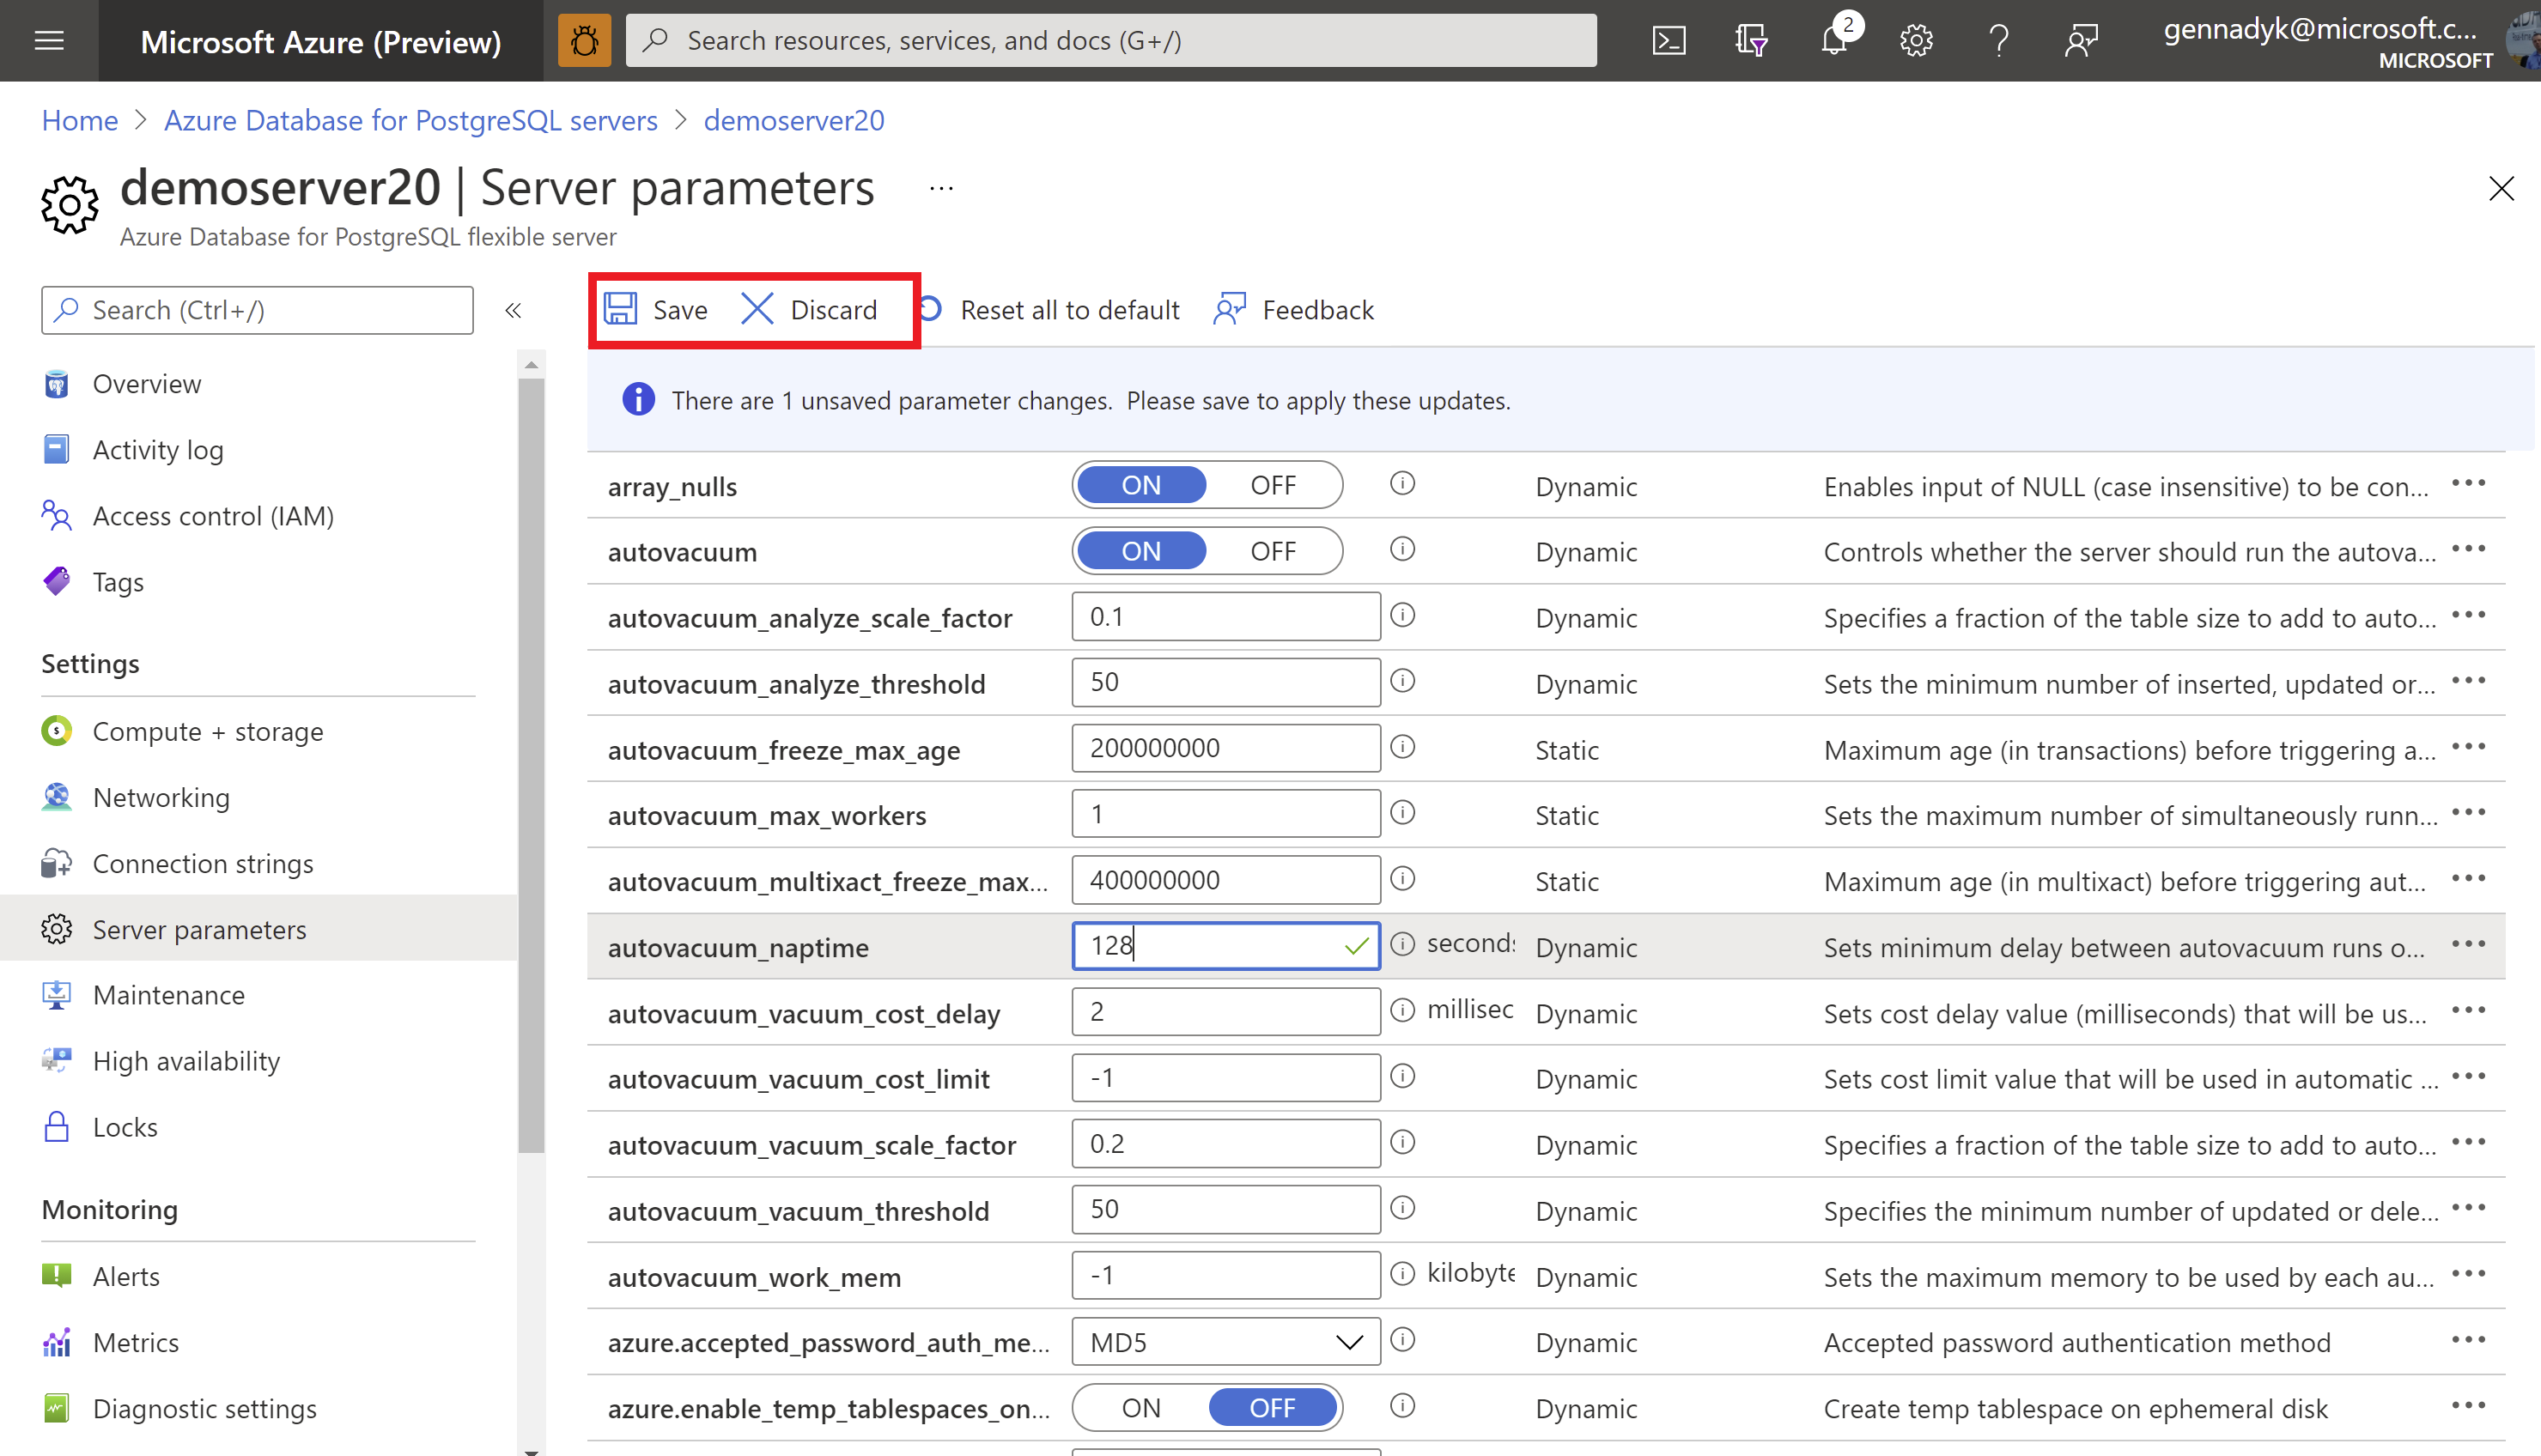 Microsoft Azure (Preview)
Search resources, services, and docs (G+/)
2
gennadyk@microsoft.c...
MICROSOFT
Home > Azure Database for PostgreSQL servers > demoserver20
demoserver20 | Server parameters ...
Azure Database for PostgreSQL flexible server
Search (Ctrl+/)
Overview
Activity log
Access control (IAM)
Tags
Settings
Compute + storage
Networking
Connection strings
Server parameters
Maintenance
High availability
Locks
Monitoring
Alerts
Metrics
Diagnostic settings
Save Discard Reset all to default Feedback
There are 1 unsaved parameter changes. Please save to apply these updates.
array_nulls ON OFF Dynamic Enables input of NULL (case insensitive) to be con... •••
autovacuum ON OFF Dynamic Controls whether the server should run the autova... •••
autovacuum_analyze_scale_factor 0.1 Dynamic Specifies a fraction of the table size to add to auto... •••
autovacuum_analyze_threshold 50 Dynamic Sets the minimum number of inserted, updated or... •••
autovacuum_freeze_max_age 200000000 Static Maximum age (in transactions) before triggering a... •••
autovacuum_max_workers 1 Static Sets the maximum number of simultaneously runn... •••
autovacuum_multixact_freeze_max... 400000000 Static Maximum age (in multixact) before triggering aut... •••
autovacuum_naptime 128 seconds Dynamic Sets minimum delay between autovacuum runs o... •••
autovacuum_vacuum_cost_delay 2 millisec Dynamic Sets cost delay value (milliseconds) that will be us... •••
autovacuum_vacuum_cost_limit -1 Dynamic Sets cost limit value that will be used in automatic ... •••
autovacuum_vacuum_scale_factor 0.2 Dynamic Specifies a fraction of the table size to add to auto... •••
autovacuum_vacuum_threshold 50 Dynamic Specifies the minimum number of updated or dele... •••
autovacuum_work_mem -1 kilobyte Dynamic Sets the maximum memory to be used by each au... •••
azure.accepted_password_auth_me... MD5 Dynamic Accepted password authentication method •••
azure.enable_temp_tablespaces_on... ON OFF Dynamic Create temp tablespace on ephemeral disk •••